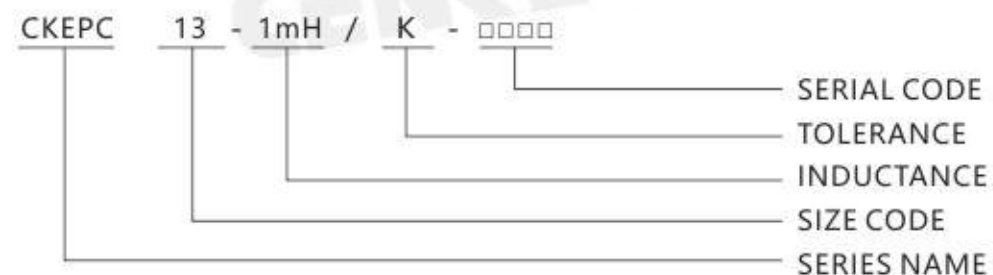 CKEPC 13 - 1mH / K - □□□□
SERIAL CODE
TOLERANCE
INDUCTANCE
SIZE CODE
SERIES NAME